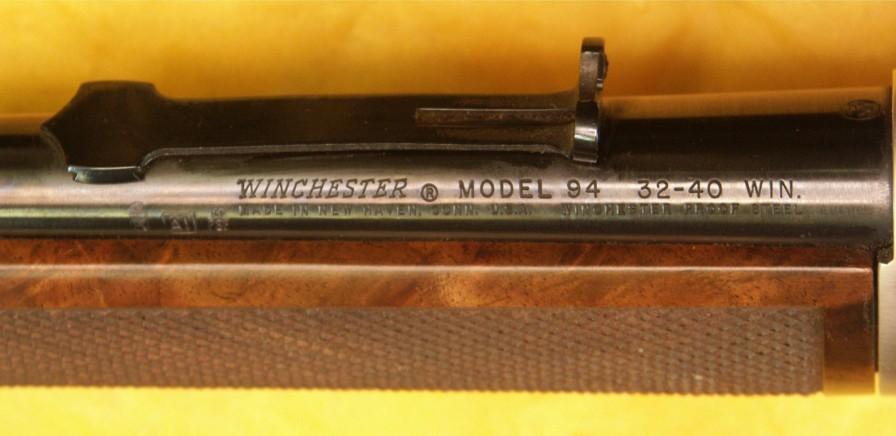 WINCHESTER ® MODEL 94 32-40 WIN.
MADE IN NEW HAVEN, CONN. U.S.A. WINCHESTER PROOF STEEL